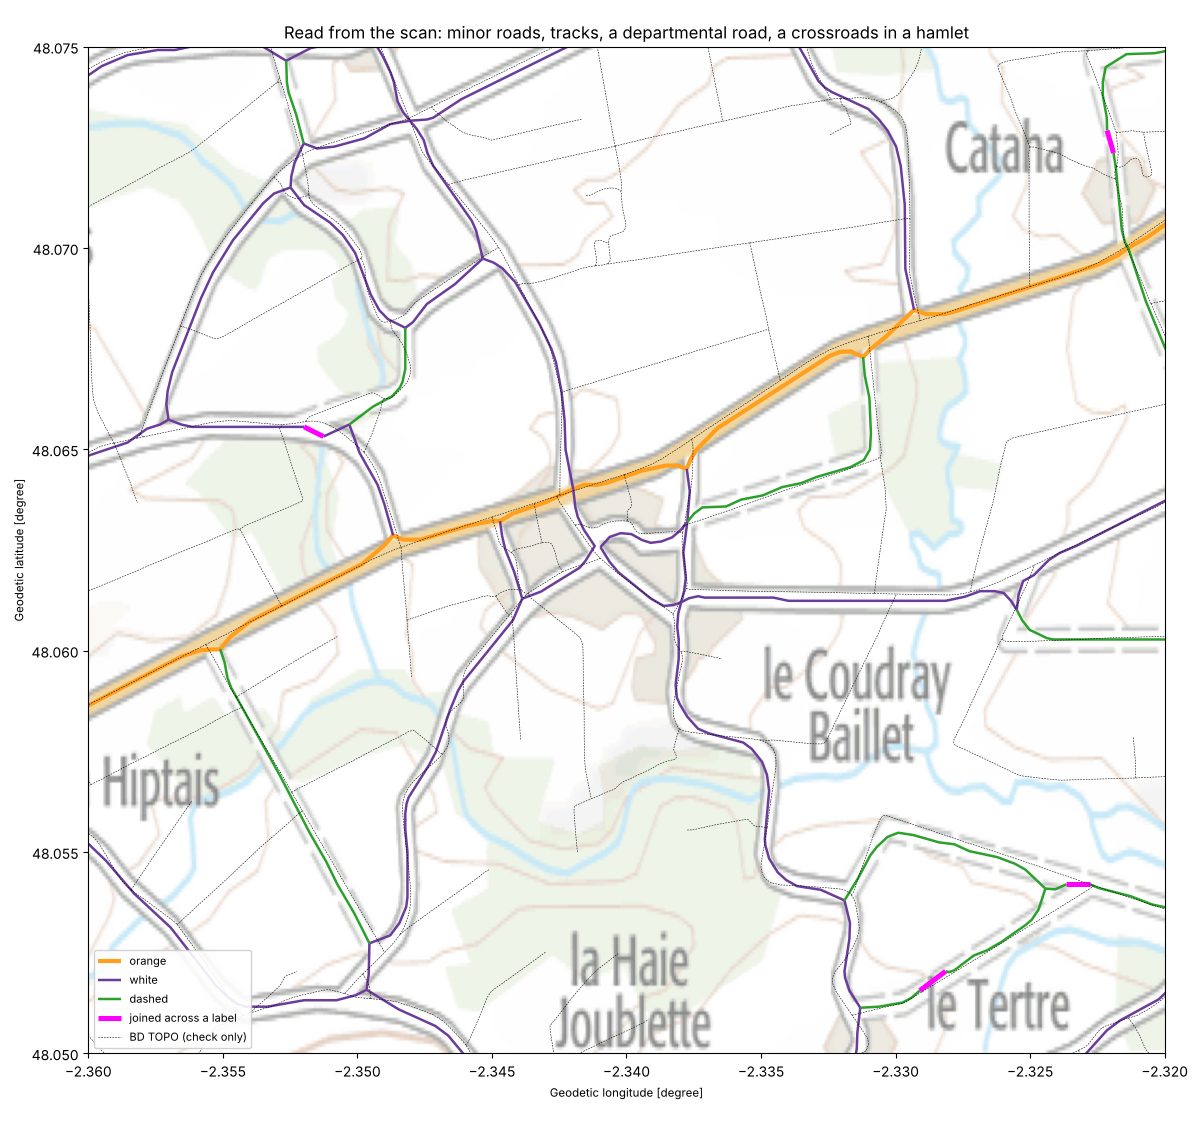 Read from the scan: minor roads, tracks, a departmental road, a crossroads in a hamlet
48.075
48.070
48.065
48.060
48.055
48.050
Geodetic latitude [degree]
Cataha
le Coudray
Baillet
Hiptais
la Haie
Joublette
le Tertre
orange
white
dashed
joined across a label
BD TOPO (check only)
−2.360
−2.355
−2.350
−2.345
−2.340
−2.335
−2.330
−2.325
−2.320
Geodetic longitude [degree]